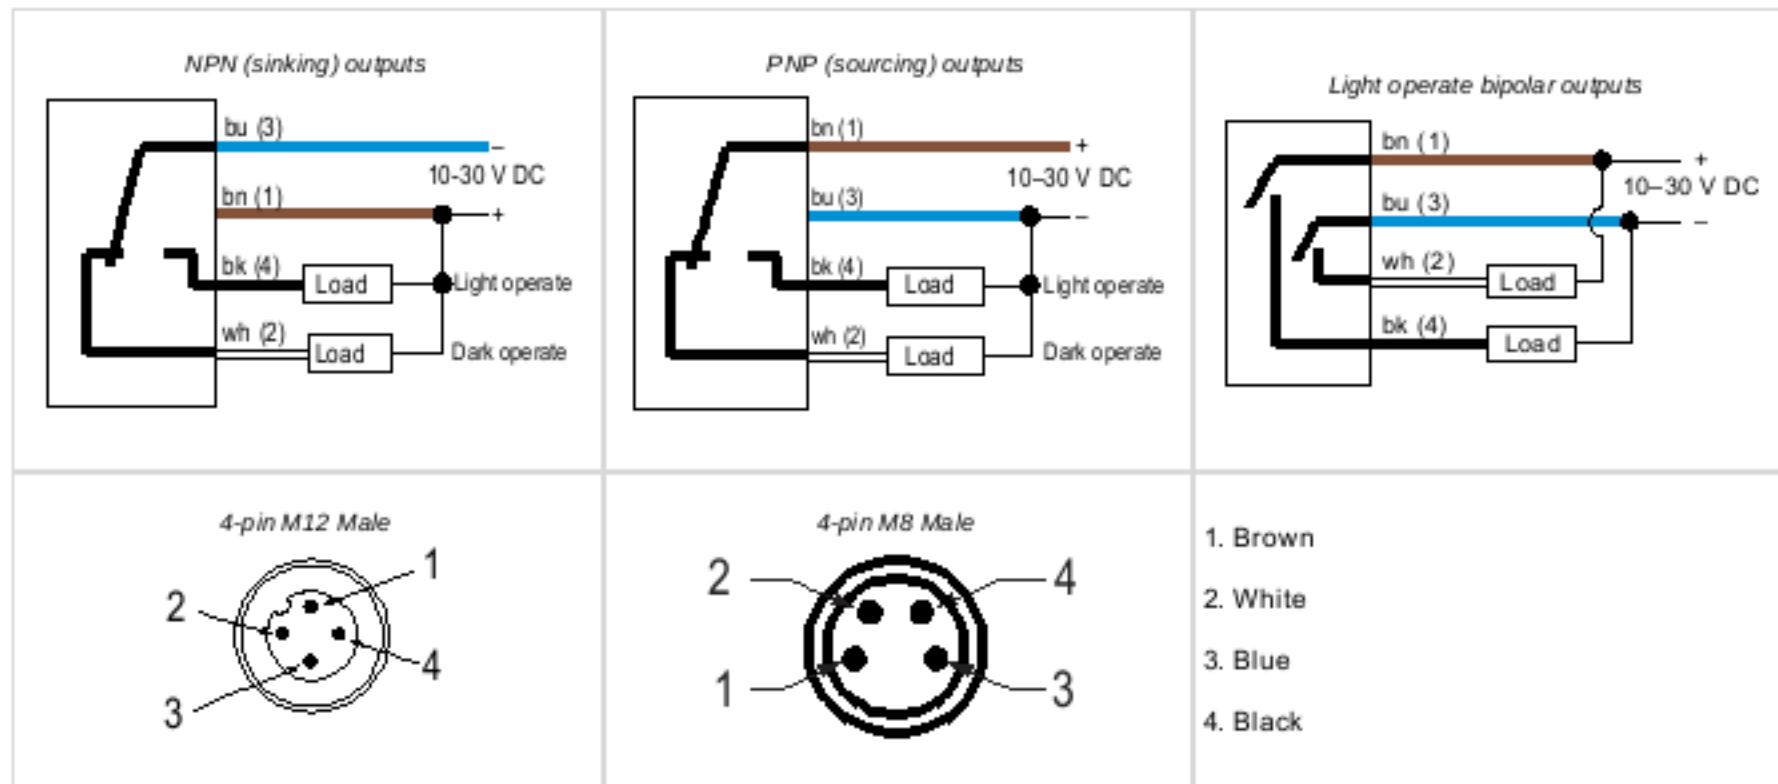 NPN (sinking) outputs
bu (3)
–
10-30 V DC
bn (1)
+
bk (4)
Load
Light operate
wh (2)
Load
Dark operate
PNP (sourcing) outputs
bn (1)
+
10–30 V DC
bu (3)
–
bk (4)
Load
Light operate
wh (2)
Load
Dark operate
Light operate bipolar outputs
bn (1)
+
10–30 V DC
bu (3)
–
wh (2)
Load
bk (4)
Load
4-pin M12 Male
1
2
4
3
4-pin M8 Male
2
4
1
3
1. Brown
2. White
3. Blue
4. Black